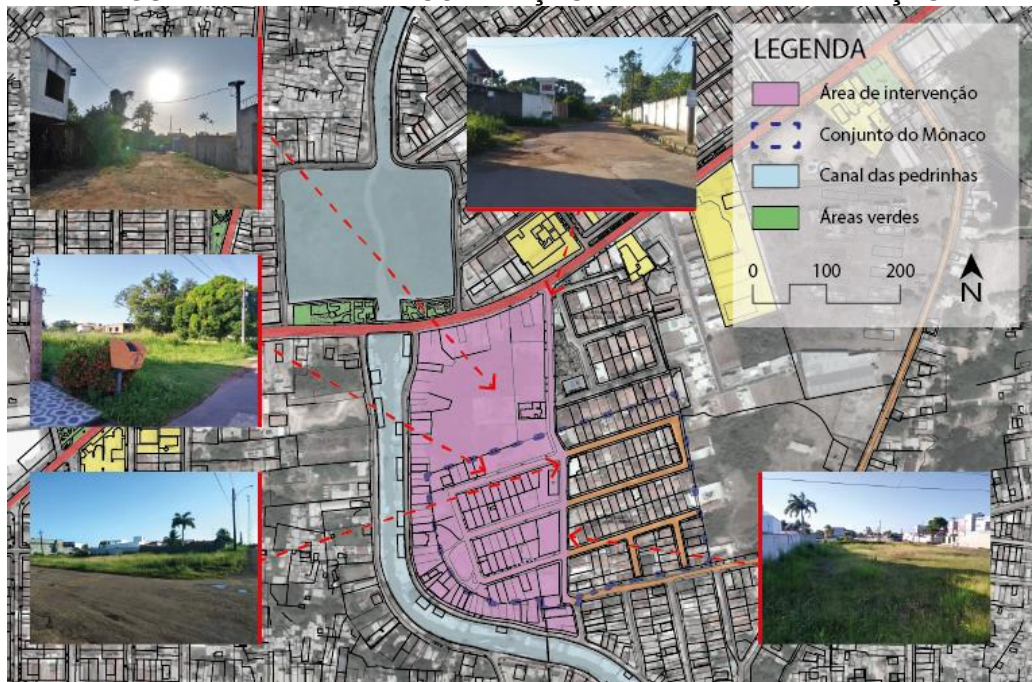 LEGENDA
Área de intervenção
Conjunto do Mônaco
Canal das pedrinhas
Áreas verdes
0 100 200
N